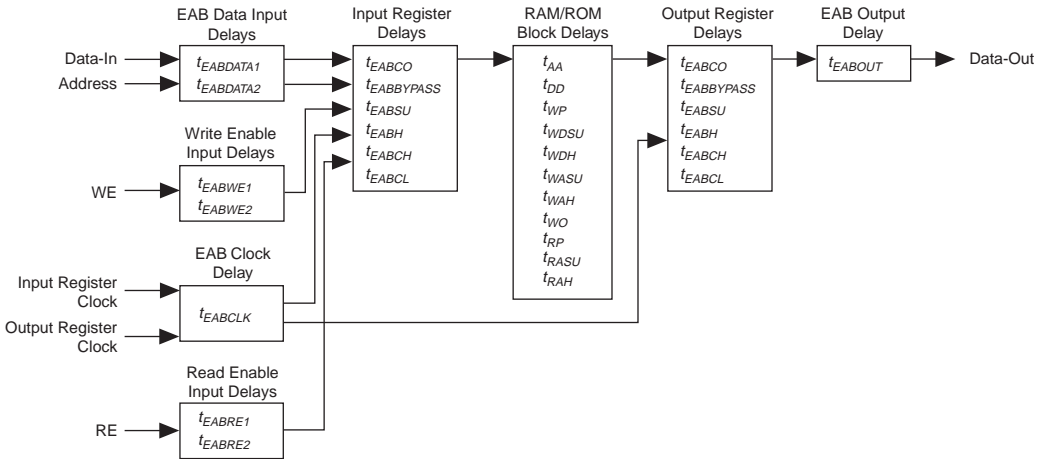 EAB Data Input
Delays
Data-In
Address
tEABDATA1
tEABDATA2
Write Enable
Input Delays
WE
tEABWE1
tEABWE2
EAB Clock
Delay
Input Register
Clock
Output Register
Clock
tEABCLK
Read Enable
Input Delays
RE
tEABRE1
tEABRE2
Input Register
Delays
tEABCO
tEABBYPASS
tEABSU
tEABH
tEABCH
tEABCL
RAM/ROM
Block Delays
tAA
tDD
tWP
tWDSU
tWDH
tWASU
tWAH
tWO
tRP
tRASU
tRAH
Output Register
Delays
tEABCO
tEABBYPASS
tEABSU
tEABH
tEABCH
tEABCL
EAB Output
Delay
tEABOUT
Data-Out